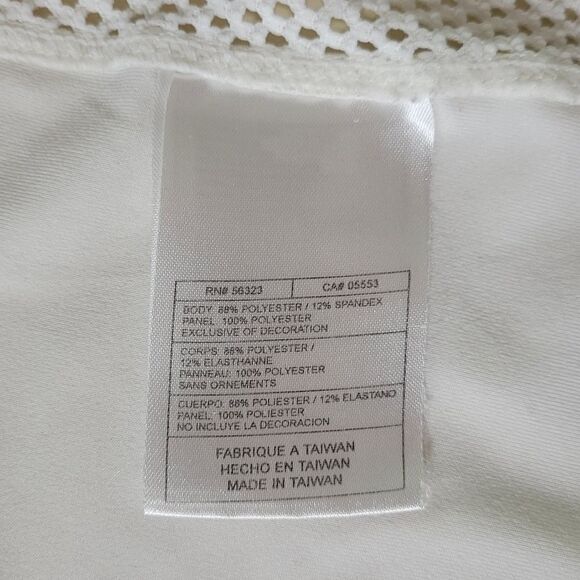 RN# 56323 CA# 05553
BODY: 88% POLYESTER / 12% SPANDEX
PANEL: 100% POLYESTER
EXCLUSIVE OF DECORATION
CORPS: 88% POLYESTER /
12% ELASTHANNE
PANNEAU: 100% POLYESTER
SANS ORNEMENTS
CUERPO: 88% POLIESTER / 12% ELASTANO
PANEL: 100% POLIESTER
NO INCLUYE LA DECORACION
FABRIQUE A TAIWAN
HECHO EN TAIWAN
MADE IN TAIWAN